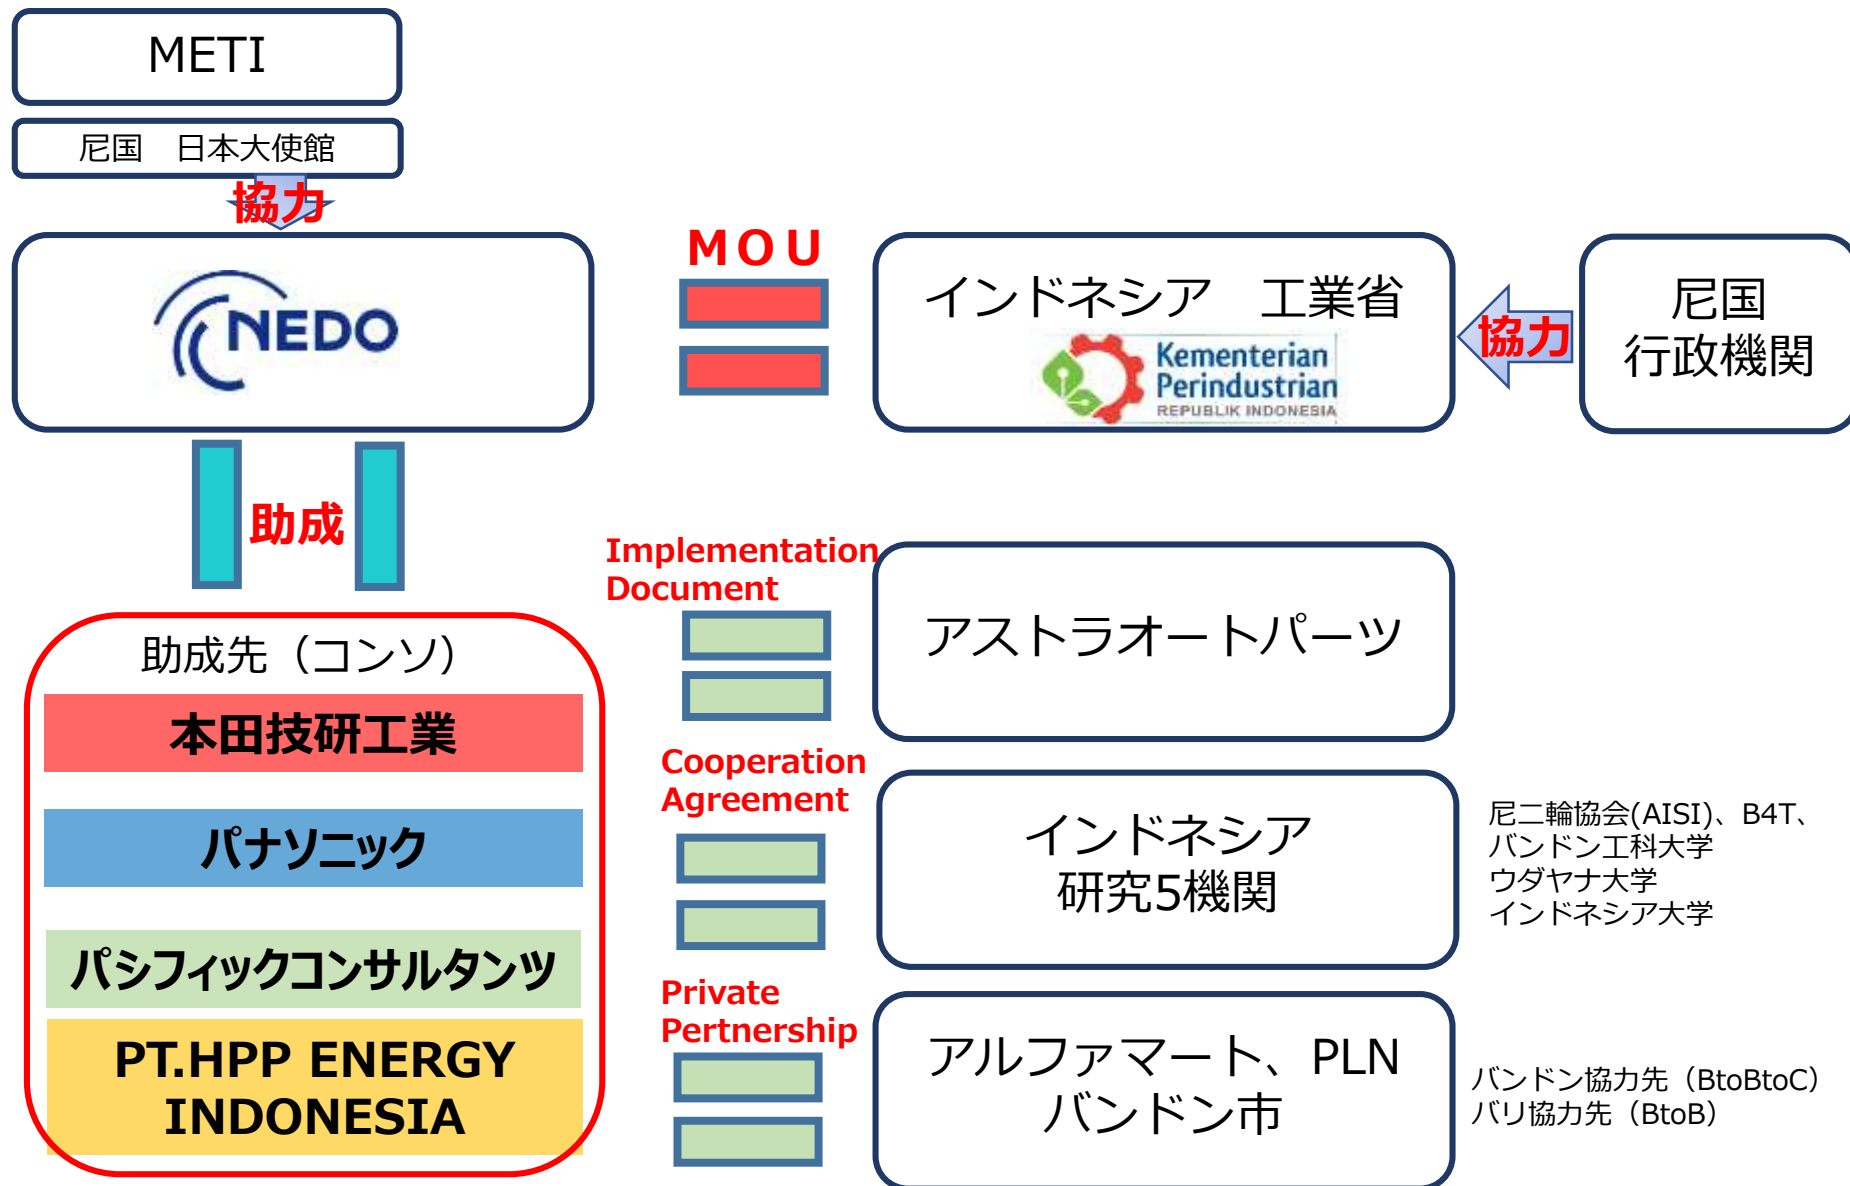 METI
尼国　日本大使館
協力
NEDO
MOU
インドネシア　工業省
Kementerian
Perindustrian
REPUBLIK INDONESIA
協力
尼国
行政機関
助成
助成先（コンソ）
本田技研工業
パナソニック
パシフィックコンサルタンツ
PT.HPP ENERGY
INDONESIA
Implementation
Document
アストラオートパーツ
Cooperation
Agreement
インドネシア
研究5機関
尼二輪協会(AISI)、B4T、
バンドン工科大学
ウダヤナ大学
インドネシア大学
Private
Pertnership
アルファマート、PLN
バンドン市
バンドン協力先（BtoBtoC）
バリ協力先（BtoB）